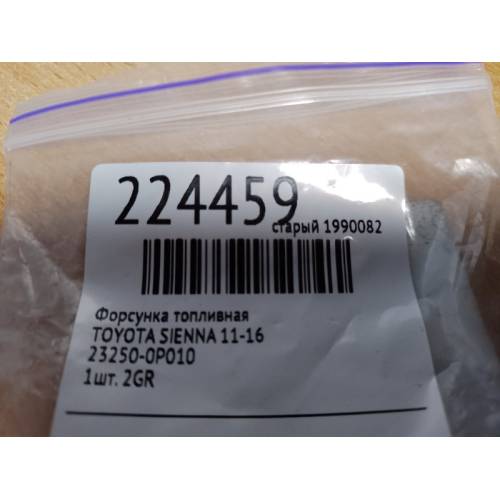 224459
старый 1990082
Форсунка топливная
TOYOTA SIENNA 11-16
23250-0P010
1шт. 2GR